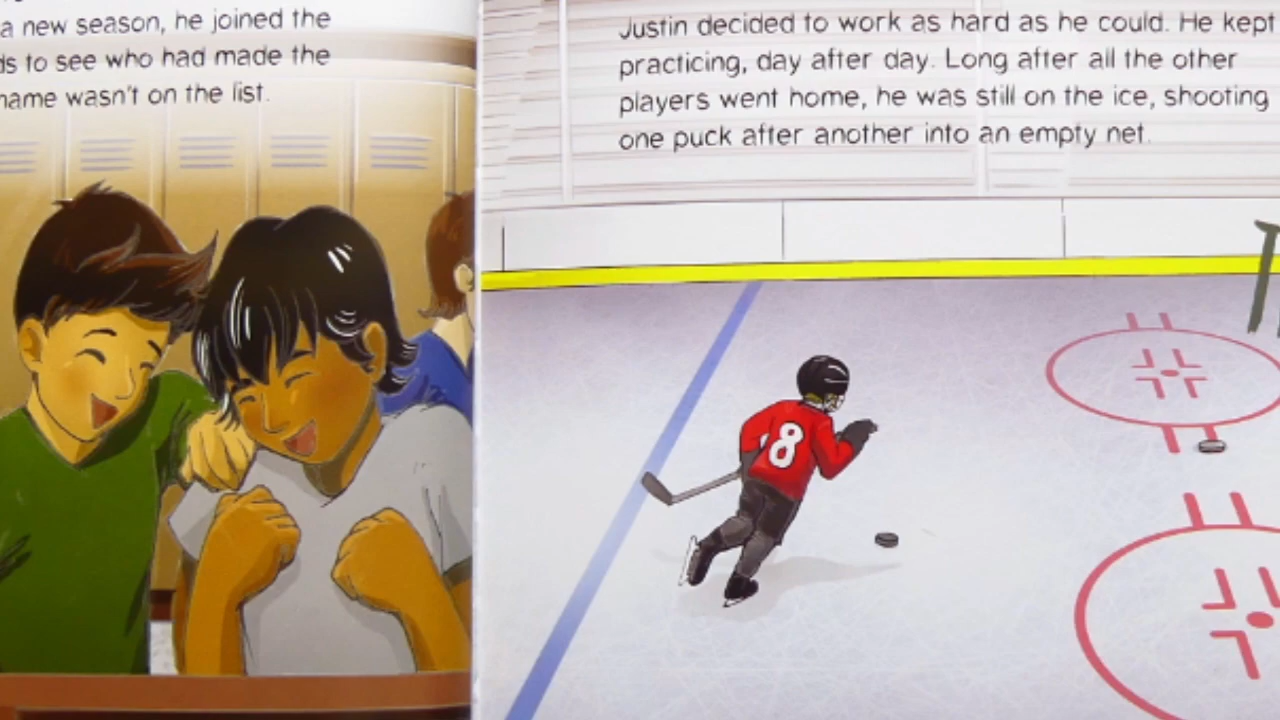 a new season, he joined the
ds to see who had made the
name wasn't on the list.
Justin decided to work as hard as he could. He kept
practicing, day after day. Long after all the other
players went home, he was still on the ice, shooting
one puck after another into an empty net.
8